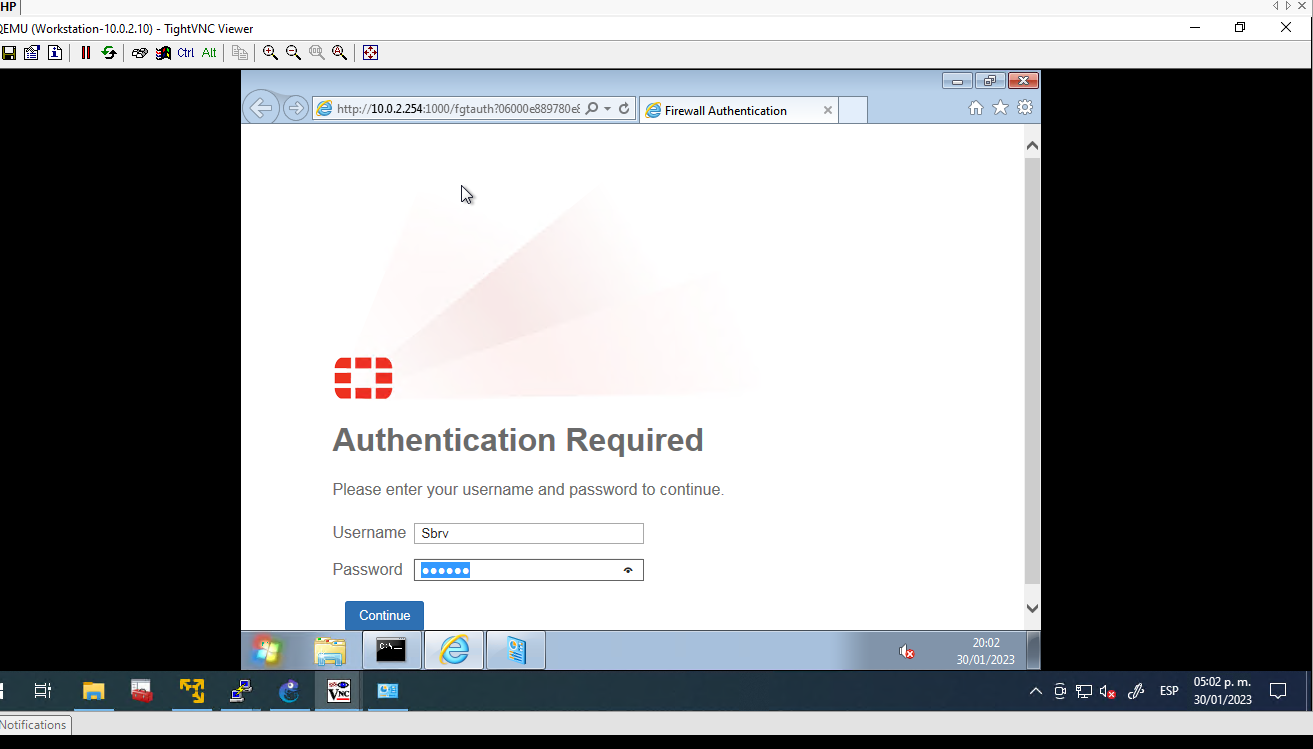 HP
QEMU (Workstation-10.0.2.10) - TightVNC Viewer
Ctrl Alt
http://10.0.2.254:1000/fgtauth?06000e889780e8
Firewall Authentication
Authentication Required
Please enter your username and password to continue.
Username Sbrv
Password ●●●●●●
Continue
C:\
20:02
30/01/2023
VNC
ESP
05:02 p. m.
30/01/2023
Notifications